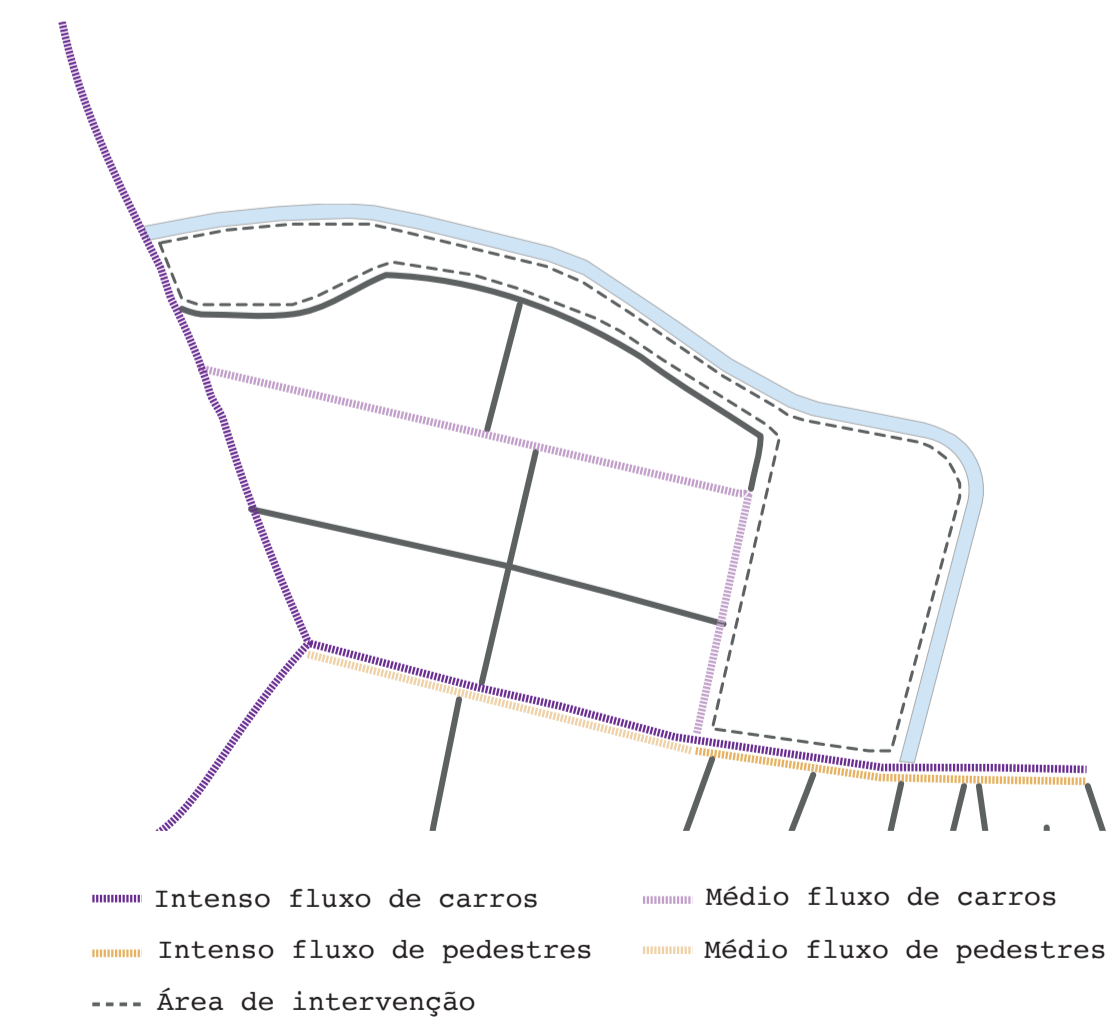 Intenso fluxo de carros
Médio fluxo de carros
Intenso fluxo de pedestres
Médio fluxo de pedestres
Área de intervenção